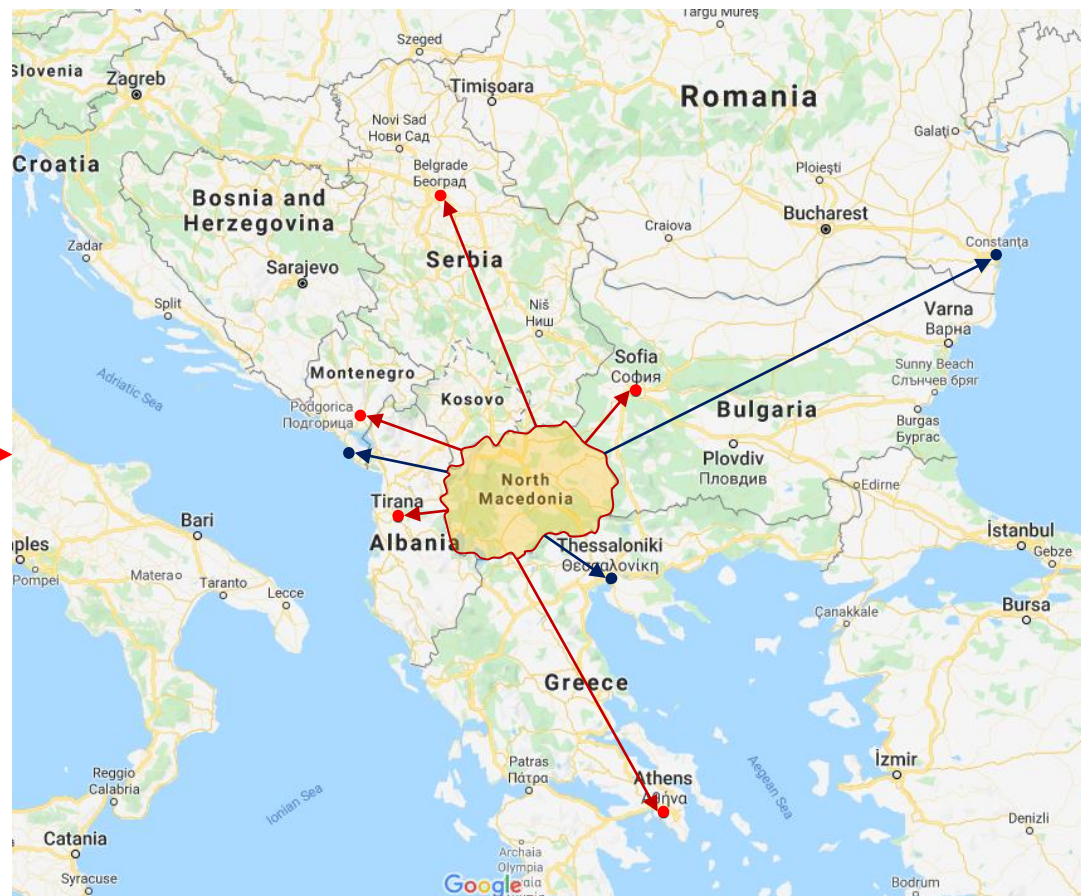 Târgu Mureș
Szeged
Slovenia
Zagreb
Timișoara
Romania
Novi Sad
Нови Сад
Galați
Croatia
Belgrade
Београд
Ploiești
Bosnia and
Herzegovina
Bucharest
Craiova
Constanța
Zadar
Serbia
Sarajevo
Split
Niš
Ниш
Varna
Варна
Sofia
София
Sunny Beach
Слънчев бряг
Montenegro
Adriatic Sea
Kosovo
Podgorica
Подгорица
Bulgaria
Burgas
Бургас
Plovdiv
Пловдив
North
Macedonia
Edirne
Tirana
Bari
İstanbul
Albania
Thessaloniki
Θεσσαλονίκη
Gebze
ples
Pompei
Matera
Taranto
Lecce
Çanakkale
Bursa
Greece
Patras
Πάτρα
Athens
Αθήνα
Aegean Sea
İzmir
Reggio
Calabria
Ionian Sea
Denizli
Catania
Archaia
Olympia
Syracuse
Google
Bodrum